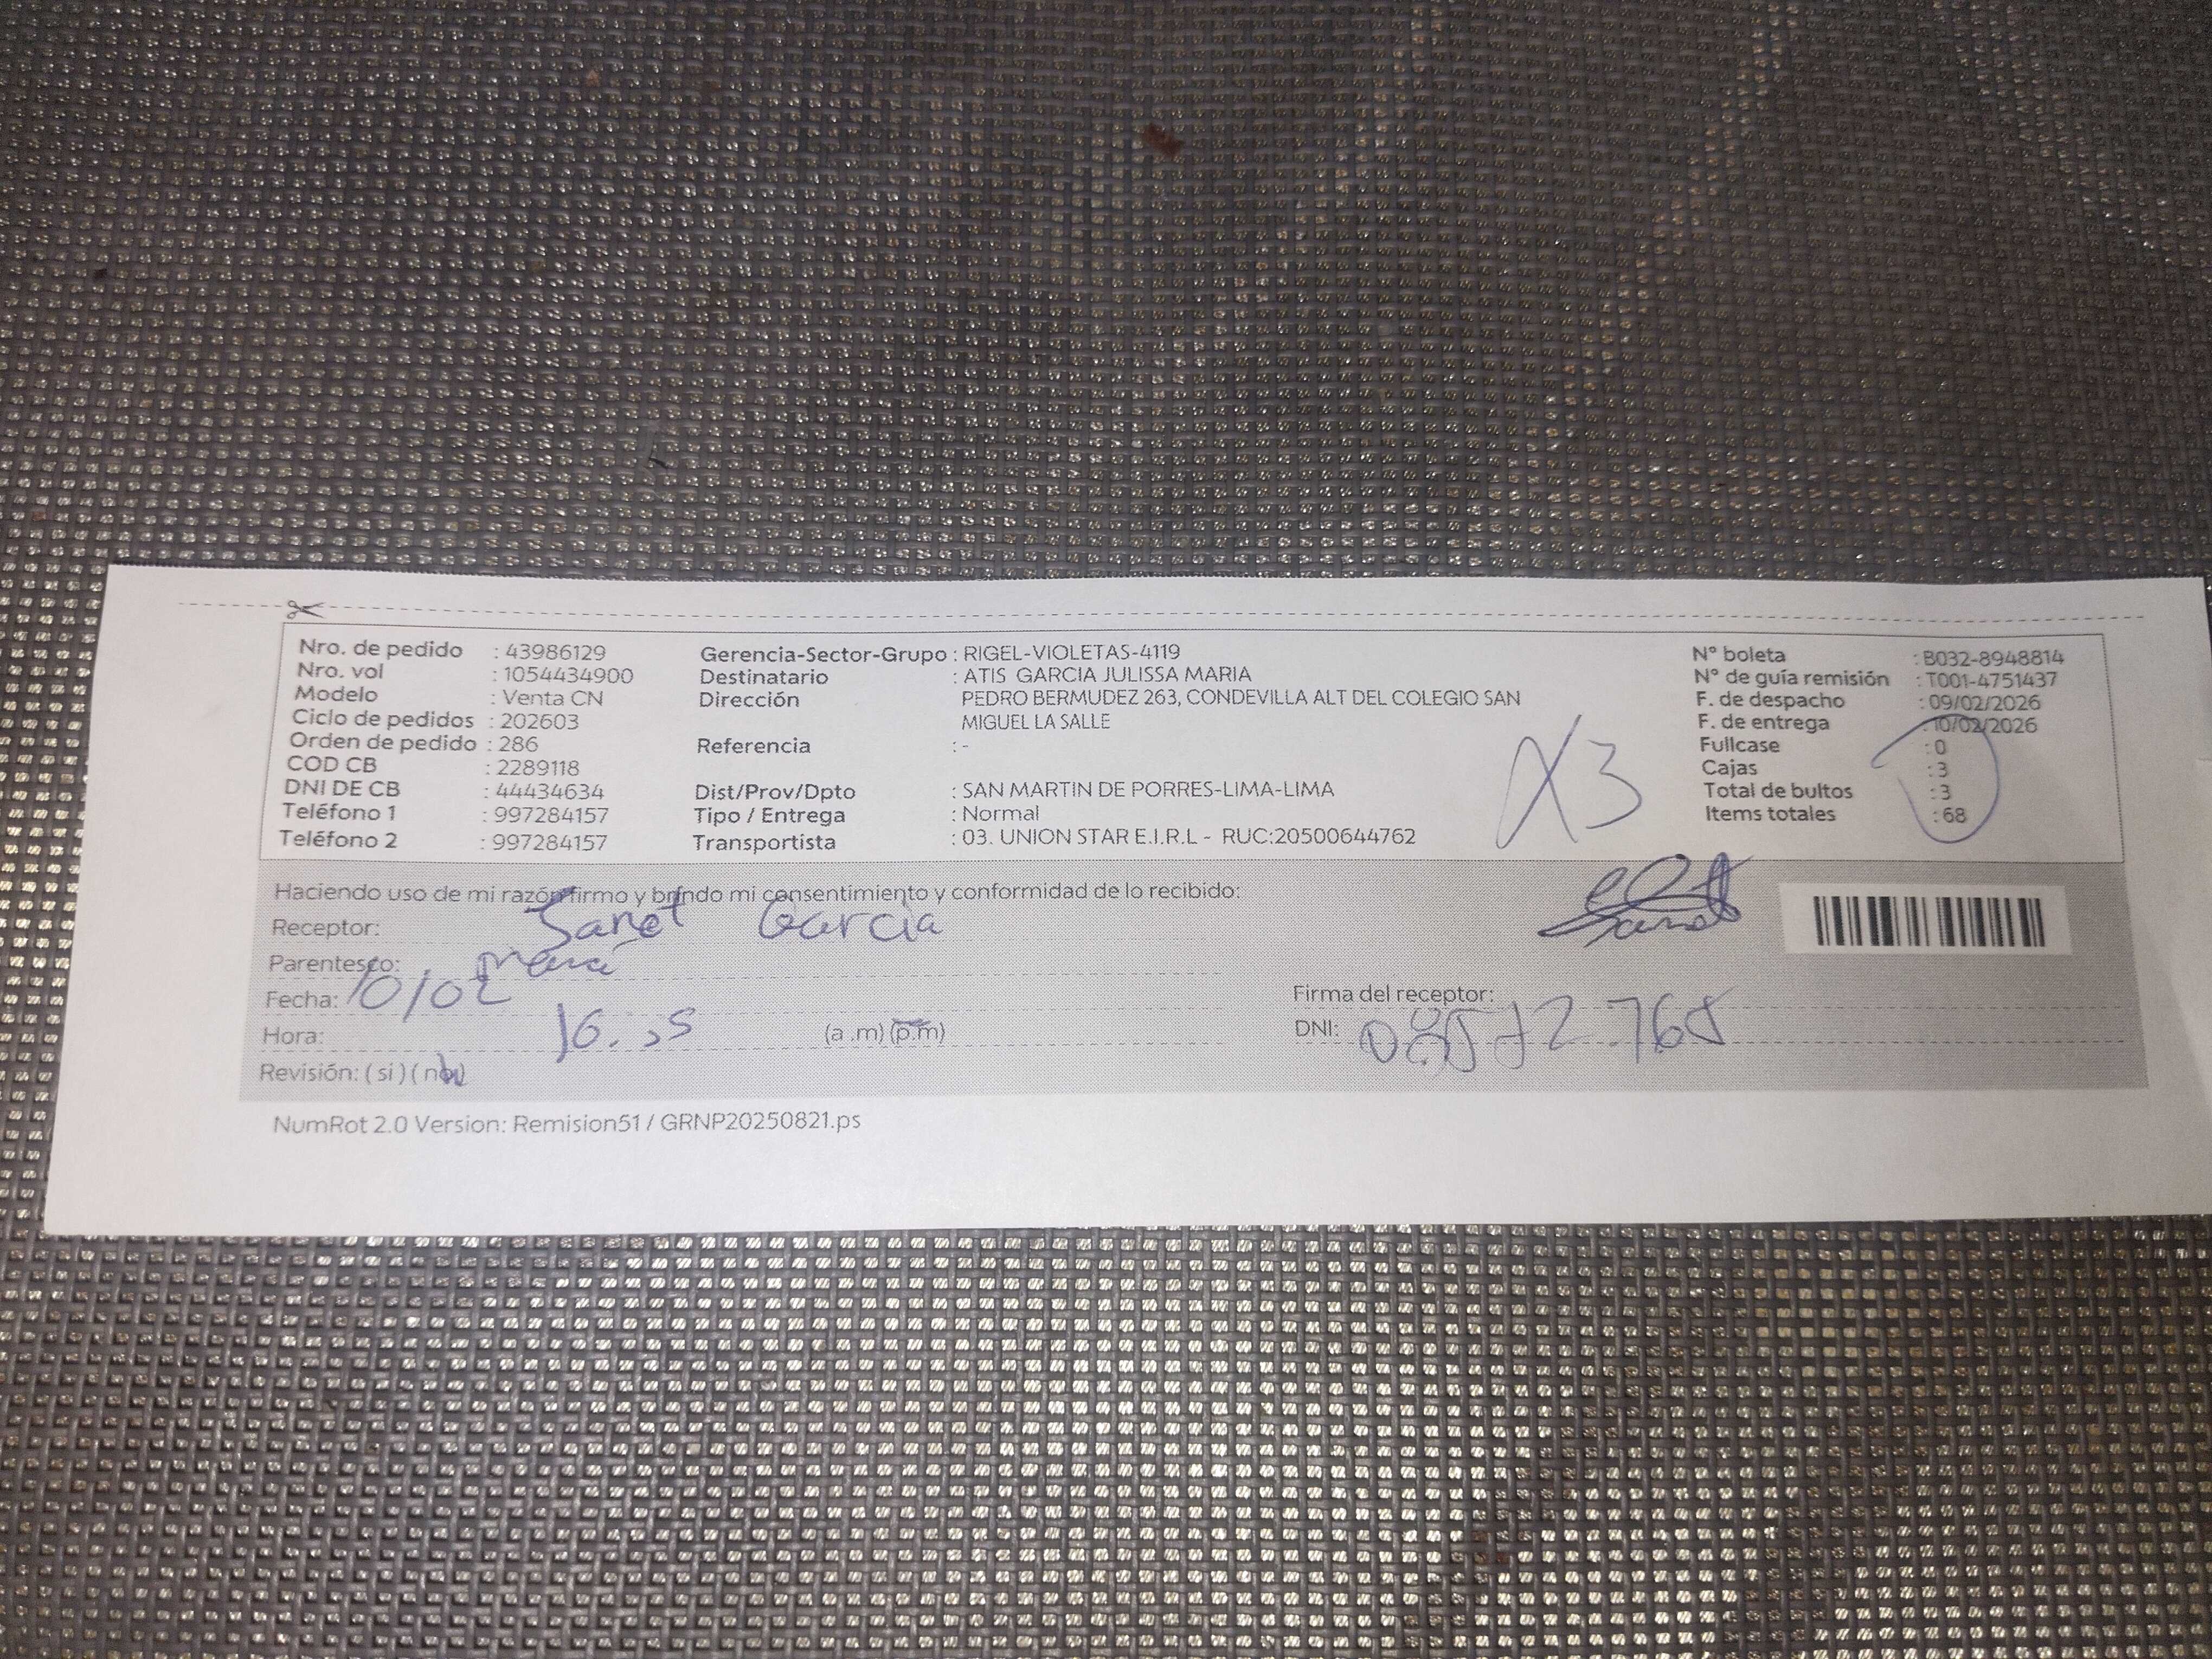 Nro. de pedido : 43986129
Nro. vol : 1054434900
Modelo : Venta CN
Ciclo de pedidos : 202603
Orden de pedido : 286
COD CB : 2289118
DNI DE CB : 44434634
Teléfono 1 : 997284157
Teléfono 2 : 997284157
Gerencia-Sector-Grupo : RIGEL-VIOLETAS-4119
Destinatario : ATIS GARCIA JULISSA MARIA
Dirección PEDRO BERMUDEZ 263, CONDEVILLA ALT DEL COLEGIO SAN
MIGUEL LA SALLE
Referencia : -
Dist/Prov/Dpto : SAN MARTIN DE PORRES-LIMA-LIMA
Tipo / Entrega : Normal
Transportista : 03. UNION STAR E.I.R.L - RUC:20500644762
X3
N° boleta : B032-8948814
N° de guía remisión : T001-4751437
F. de despacho : 09/02/2026
F. de entrega : 10/02/2026
Fullcase : 0
Cajas : 3
Total de bultos : 3
Items totales : 68
Haciendo uso de mi razón firmo y brindo mi consentimiento y conformidad de lo recibido:
Receptor: Janet Garcia
Parentesco:
Fecha: 10/02
Hora: 16: (a .m) (p.m)
Revisión: ( si ) ( no )
Firma del receptor:
DNI:
NumRot 2.0 Version: Remision51 / GRNP20250821.ps